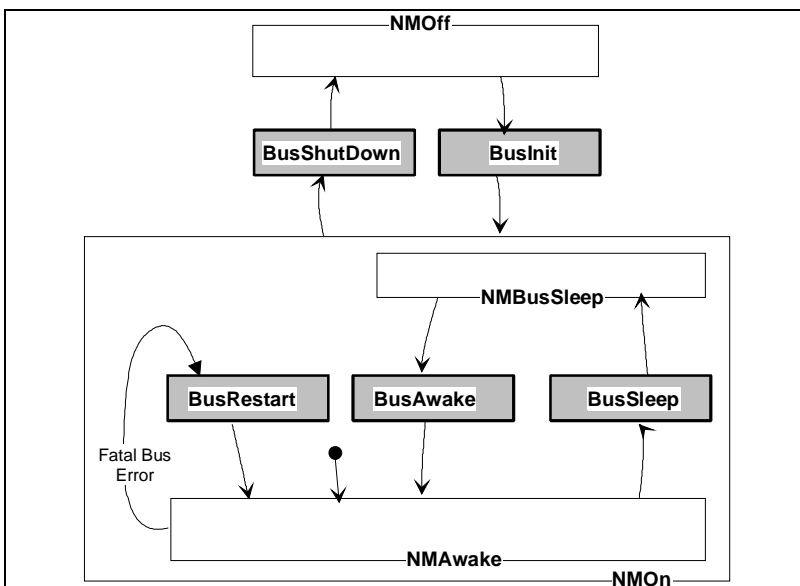 NMOff
BusShutDown
BusInit
NMBusSleep
BusRestart
BusAwake
BusSleep
Fatal Bus
Error
NMAwake
NMOn